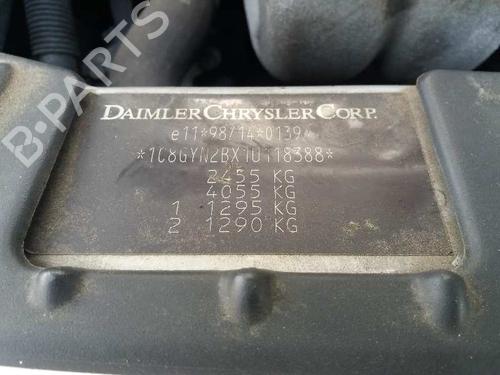 B-PARTS
DAIMLERCHRYSLER CORP.
e11*98/14*0139*
*1C8GYN2BX1U118388*
2455 KG
4055 KG
1 1295 KG
2 1290 KG